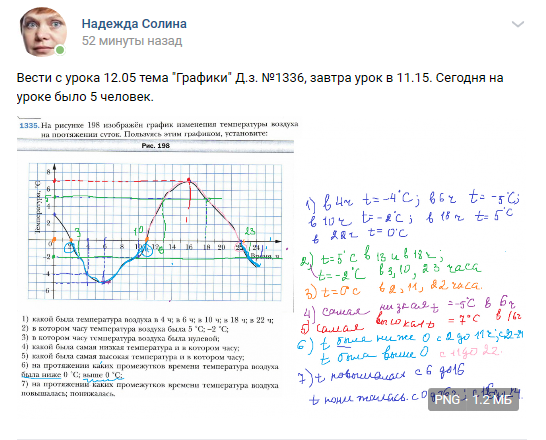 Надежда Солина
52 минуты назад
Вести с урока 12.05 тема "Графики" Д.з. №1336, завтра урок в 11.15. Сегодня на
уроке было 5 человек.
1335. На рисунке 198 изображён график изменения температуры воздуха
на протяжении суток. Пользуясь этим графиком, установите:
Рис. 198
Температура, °C
8
6
4
2
0
-2
-4
-6
3
10
23
2 4 6 8 10 12 14 16 18 20 22 24
Время, ч
1) какой была температура воздуха в 4 ч; в 6 ч; в 10 ч; в 18 ч; в 22 ч;
2) в котором часу температура воздуха была 5 °C; −2 °C;
3) в котором часу температура воздуха была нулевой;
4) какой была самая низкая температура и в котором часу;
5) какой была самая высокая температура и в котором часу;
6) на протяжении каких промежутков времени температура воздуха
была ниже 0 °C; выше 0 °C;
7) на протяжении каких промежутков времени температура воздуха
повышалась; понижалась.
1) в 4ч t=-4°C; в 6ч t=-5°C;
в 10ч t=-2°C; в 18ч t=5°C
в 22ч t=0°C
2) t=5°C в 13 и в 18ч;
t=-2°C в 3, 10, 23 часа
3) t=0°C в 2, 11, 22 часа.
4) самая низкая t=-5°C в 6ч
5) самая высокая t = 7°C в 16ч
6) t была ниже 0 с 2 до 11ч; с 22-24
t была выше 0 с 11 до 22.
7) t повышалась с 6 до 16
t понижалась с 0 до 6ч;
PNG · 1.2 МБ